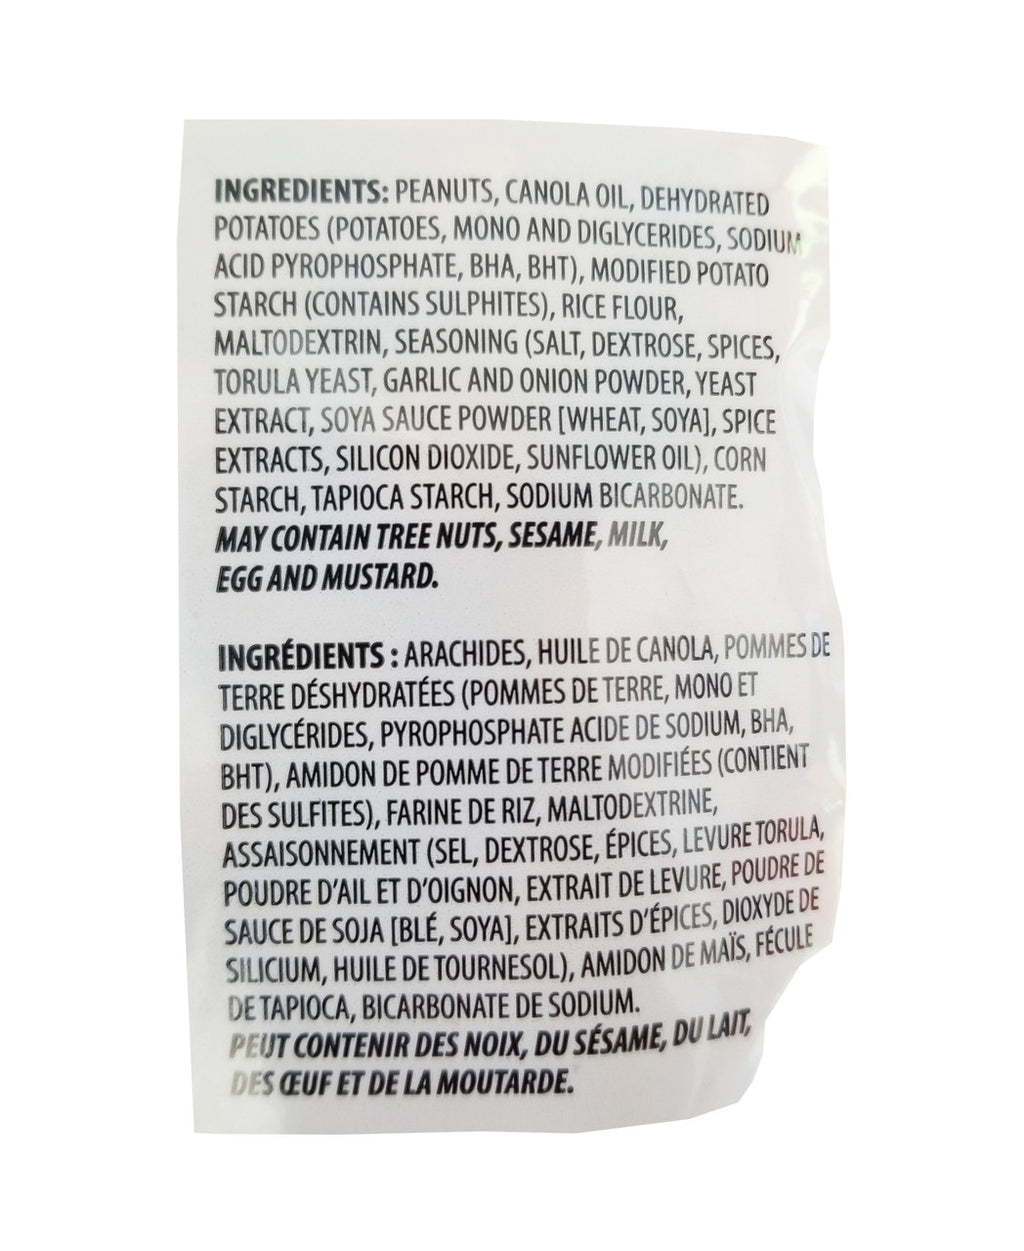 INGREDIENTS: PEANUTS, CANOLA OIL, DEHYDRATED
POTATOES (POTATOES, MONO AND DIGLYCERIDES, SODIUM
ACID PYROPHOSPHATE, BHA, BHT), MODIFIED POTATO
STARCH (CONTAINS SULPHITES), RICE FLOUR,
MALTODEXTRIN, SEASONING (SALT, DEXTROSE, SPICES,
TORULA YEAST, GARLIC AND ONION POWDER, YEAST
EXTRACT, SOYA SAUCE POWDER [WHEAT, SOYA], SPICE
EXTRACTS, SILICON DIOXIDE, SUNFLOWER OIL), CORN
STARCH, TAPIOCA STARCH, SODIUM BICARBONATE.
MAY CONTAIN TREE NUTS, SESAME, MILK,
EGG AND MUSTARD.
INGRÉDIENTS : ARACHIDES, HUILE DE CANOLA, POMMES DE
TERRE DÉSHYDRATÉES (POMMES DE TERRE, MONO ET
DIGLYCÉRIDES, PYROPHOSPHATE ACIDE DE SODIUM, BHA,
BHT), AMIDON DE POMME DE TERRE MODIFIÉES (CONTIENT
DES SULFITES), FARINE DE RIZ, MALTODEXTRINE,
ASSAISONNEMENT (SEL, DEXTROSE, ÉPICES, LEVURE TORULA,
POUDRE D'AIL ET D'OIGNON, EXTRAIT DE LEVURE, POUDRE DE
SAUCE DE SOJA [BLÉ, SOYA], EXTRAITS D'ÉPICES, DIOXYDE DE
SILICIUM, HUILE DE TOURNESOL), AMIDON DE MAÏS, FÉCULE
DE TAPIOCA, BICARBONATE DE SODIUM.
PEUT CONTENIR DES NOIX, DU SÉSAME, DU LAIT,
DES ŒUF ET DE LA MOUTARDE.